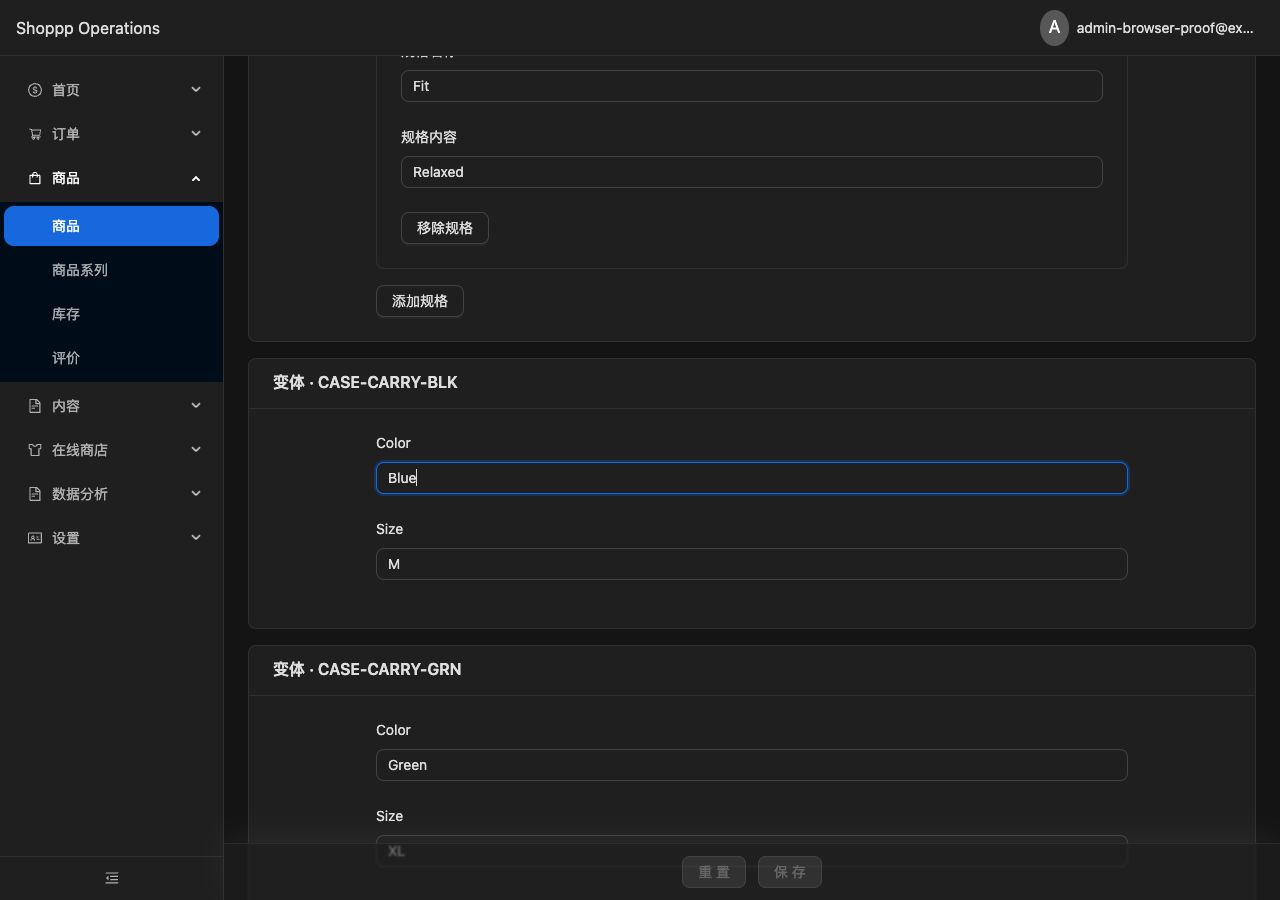 Shoppp Operations
A
admin-browser-proof@ex...
首页
订单
商品
商品
商品系列
库存
评价
内容
在线商店
数据分析
设置
Fit
规格内容
Relaxed
移除规格
添加规格
变体 · CASE-CARRY-BLK
Color
Blue
Size
M
变体 · CASE-CARRY-GRN
Color
Green
Size
XL
重 置
保 存